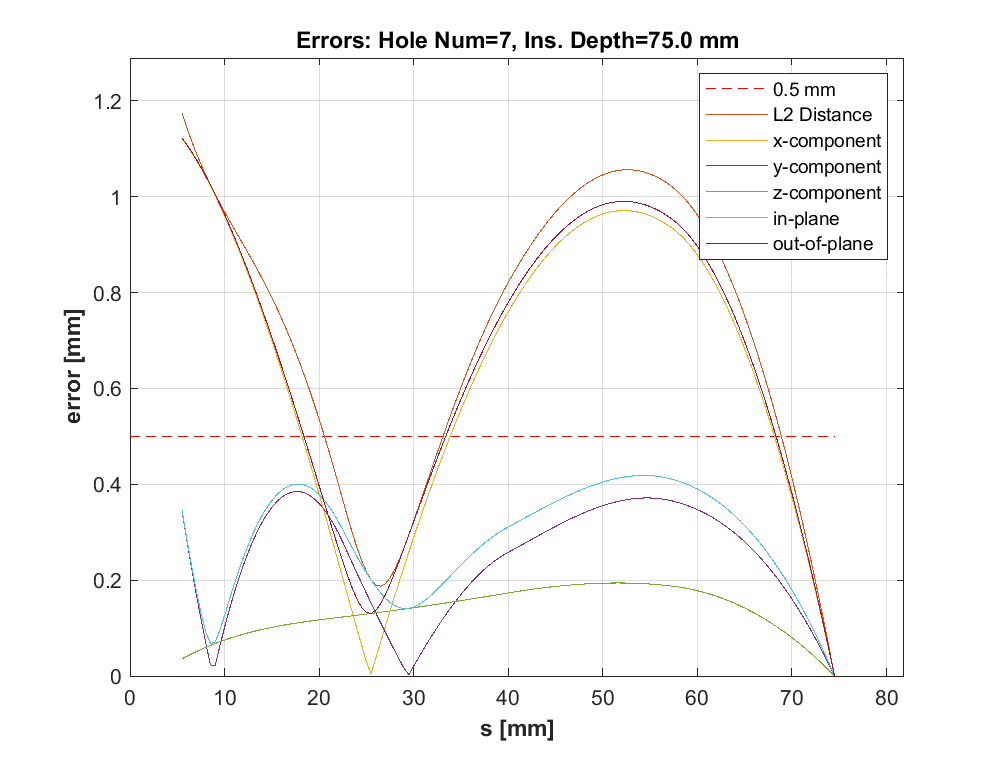 Errors: Hole Num=7, Ins. Depth=75.0 mm
0.5 mm
L2 Distance
x-component
y-component
z-component
in-plane
out-of-plane
error [mm]
1.2
1
0.8
0.6
0.4
0.2
0
0 10 20 30 40 50 60 70 80
s [mm]